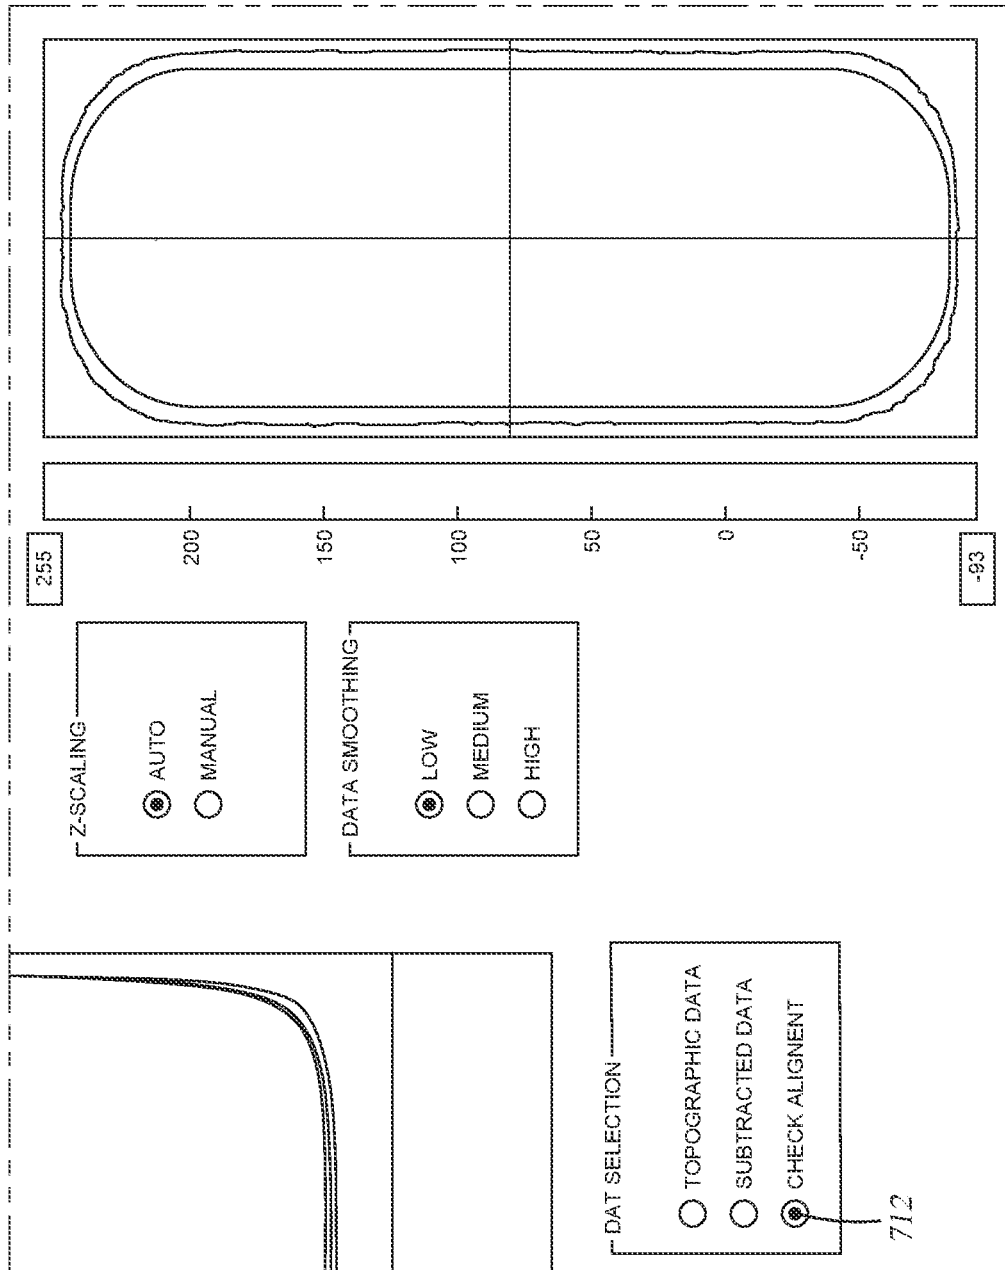 255
200
150
100
50
0
-50
-93
Z-SCALING
AUTO
MANUAL
DATA SMOOTHING
LOW
MEDIUM
HIGH
DAT SELECTION
TOPOGRAPHIC DATA
SUBTRACTED DATA
CHECK ALIGNENT
712